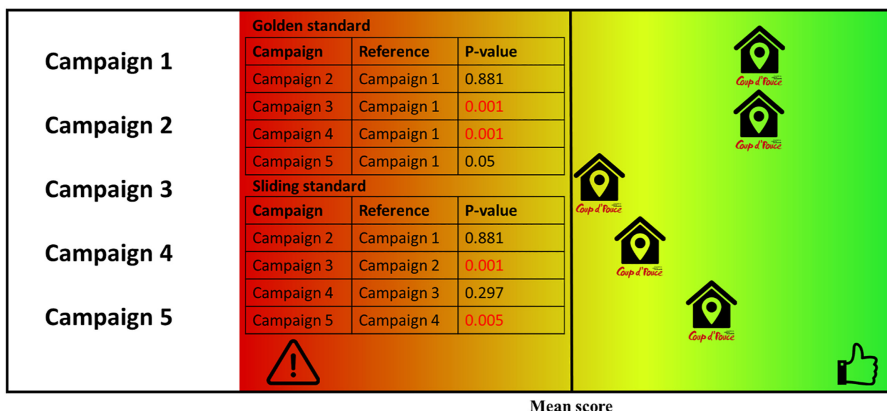 Campaign 1
Campaign 2
Campaign 3
Campaign 4
Campaign 5
Golden standard
Campaign Reference P-value
Campaign 2 Campaign 1 0.881
Campaign 3 Campaign 1 0.001
Campaign 4 Campaign 1 0.001
Campaign 5 Campaign 1 0.05
Sliding standard
Campaign Reference P-value
Campaign 2 Campaign 1 0.881
Campaign 3 Campaign 2 0.001
Campaign 4 Campaign 3 0.297
Campaign 5 Campaign 4 0.005
Coup d'Pouce
Coup d'Pouce
Coup d'Pouce
Coup d'Pouce
Coup d'Pouce
Mean score